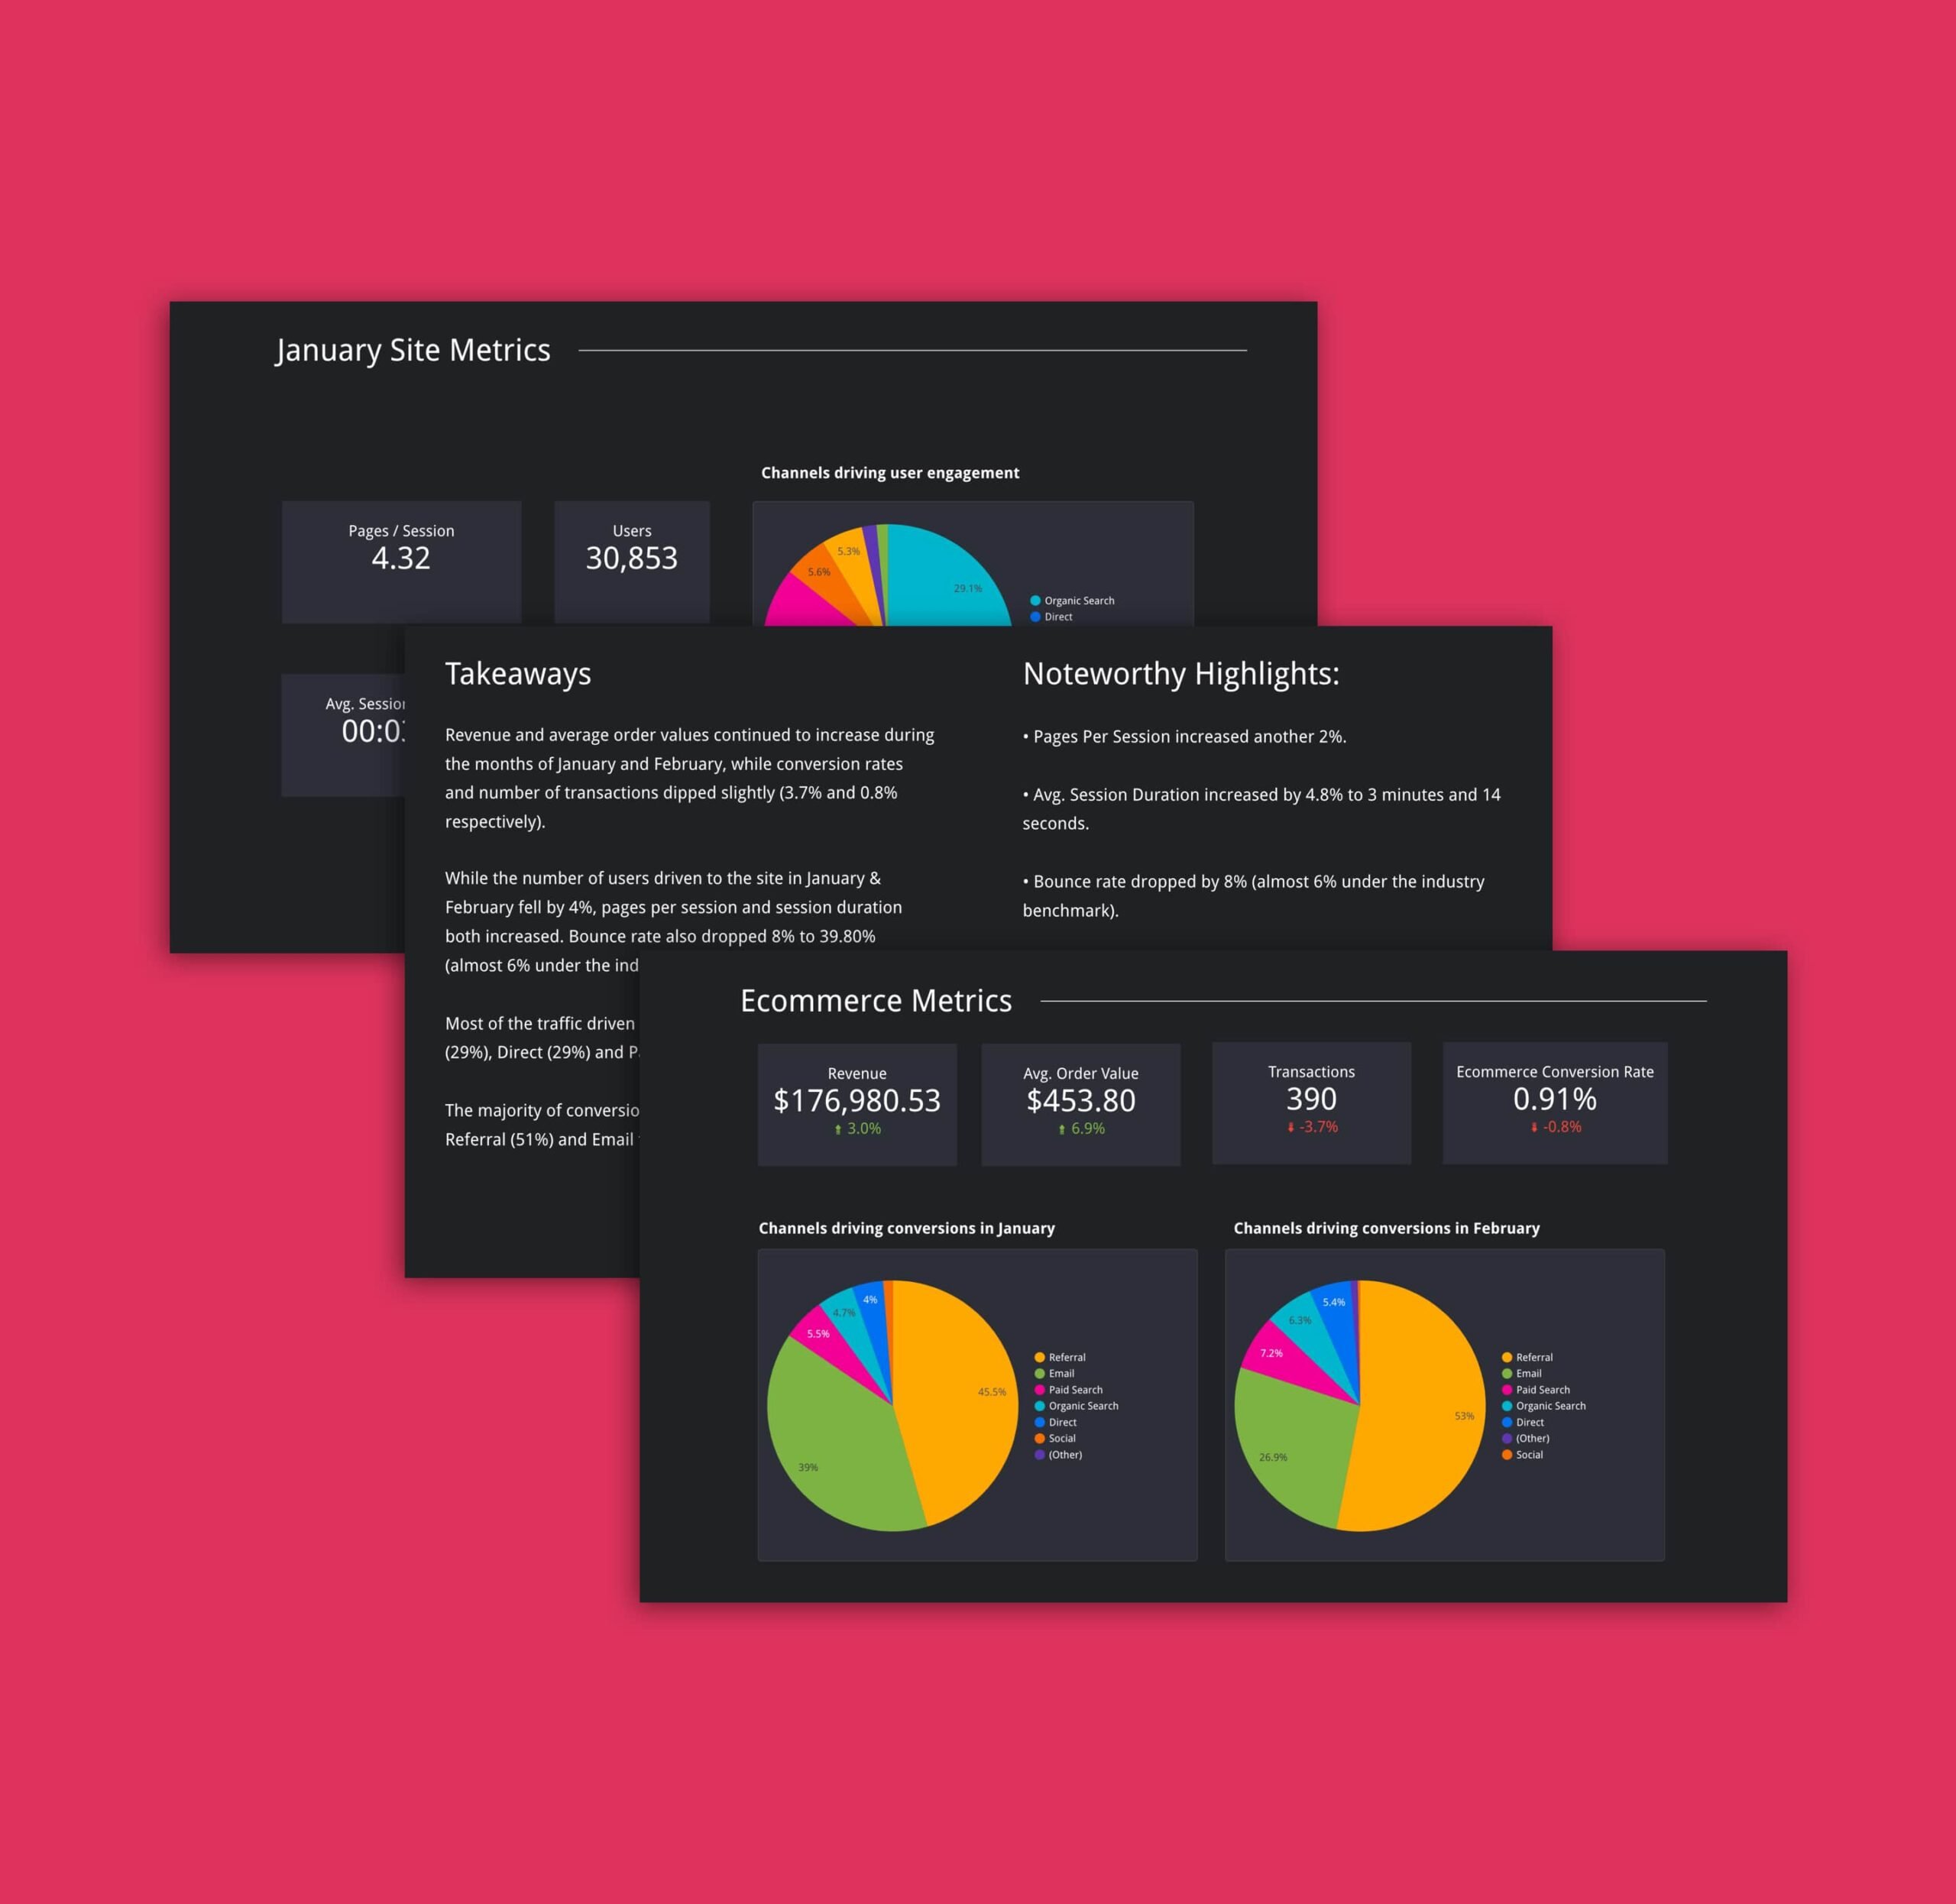 January Site Metrics
Channels driving user engagement
Pages / Session
4.32
Users
30,853
5.3%
5.6%
29.1%
Organic Search
Direct
Avg.
Takeaways
Revenue and average order values continued to increase during
the months of January and February, while conversion rates
and number of transactions dipped slightly (3.7% and 0.8%
respectively).
While the number of users driven to the site in January &
February fell by 4%, pages per session and session duration
both increased. Bounce rate also dropped 8% to 39.80%
(almost 6% under the
Most of the traffic driven
(29%), Direct (29%) and
The majority of
Referral (51%) and Email
Noteworthy Highlights:
• Pages Per Session increased another 2%.
• Avg. Session Duration increased by 4.8% to 3 minutes and 14
seconds.
• Bounce rate dropped by 8% (almost 6% under the industry
benchmark).
Ecommerce Metrics
Revenue
$176,980.53
3.0%
Avg. Order Value
$453.80
6.9%
Transactions
390
-3.7%
Ecommerce Conversion Rate
0.91%
-0.8%
Channels driving conversions in January
4%
4.7%
5.5%
45.5%
39%
Referral
Email
Paid Search
Organic Search
Direct
Social
(Other)
Channels driving conversions in February
5.4%
6.3%
7.2%
53%
26.9%
Referral
Email
Paid Search
Organic Search
Direct
(Other)
Social